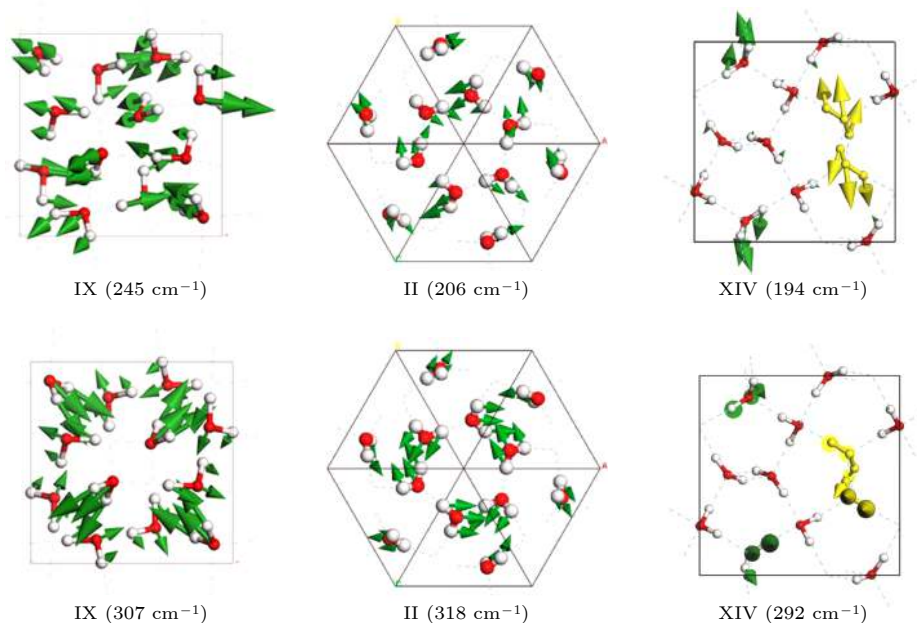 IX (245 cm⁻¹)
II (206 cm⁻¹)
XIV (194 cm⁻¹)
A
IX (307 cm⁻¹)
II (318 cm⁻¹)
XIV (292 cm⁻¹)
A